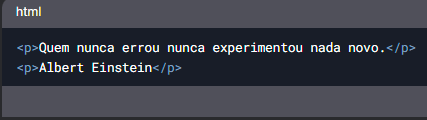 html
<p>Quem nunca errou nunca experimentou nada novo.</p>
<p>Albert Einstein</p>